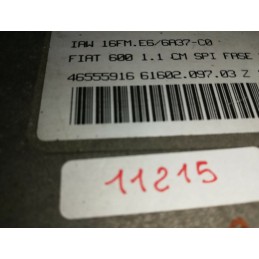 IAW 16FM.E6/6A37-C0
FIAT 600 1.1 CM SPI FASE
46555916 61602.097.03 Z
11215